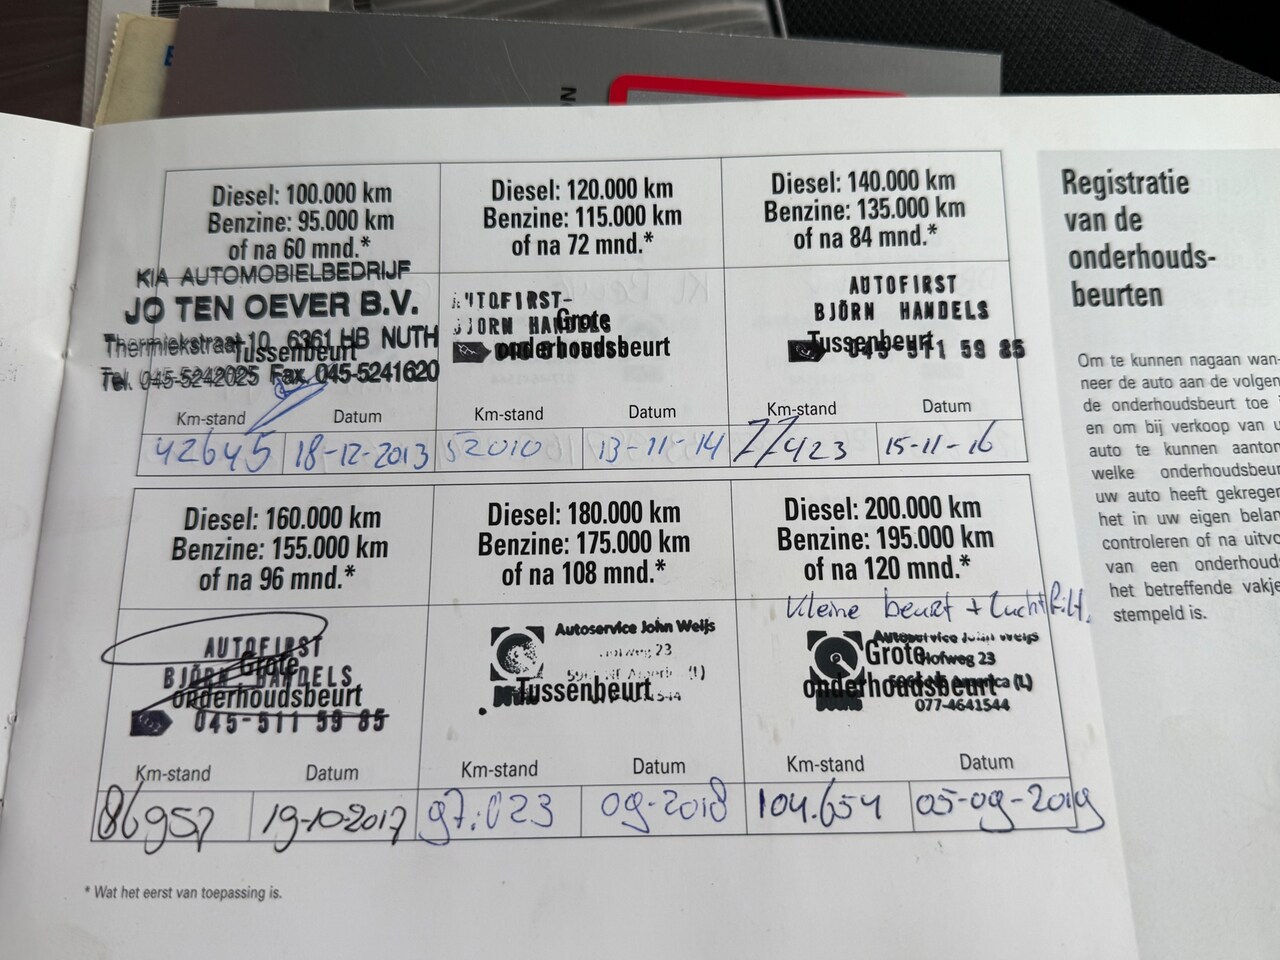 Diesel: 100.000 km
Benzine: 95.000 km
of na 60 mnd.*
KIA AUTOMOBIELBEDRIJF
JO TEN OEVER B.V.
Thermiekstraat 10 6361 HB NUTH
Tussenbeurt
Tel. 045-5242025 Fax. 045-5241620
Km-stand Datum
42645 18-12-2013
Diesel: 120.000 km
Benzine: 115.000 km
of na 72 mnd.*
AUTOFIRST
BJÖRN HANDELS
Grote
onderhoudsbeurt
Km-stand Datum
52010 13-11-14
Diesel: 140.000 km
Benzine: 135.000 km
of na 84 mnd.*
AUTOFIRST
BJÖRN HANDELS
Tussenbeurt
045-511 59 85
Km-stand Datum
77423 15-11-16
Diesel: 160.000 km
Benzine: 155.000 km
of na 96 mnd.*
AUTOFIRST
Grote
BJÖRN HANDELS
onderhoudsbeurt
045-511 59 85
Km-stand Datum
86957 19-10-2017
Diesel: 180.000 km
Benzine: 175.000 km
of na 108 mnd.*
Autoservice John Weijs
Hofweg 23
Tussenbeurt
Km-stand Datum
97.023 09-2018
Diesel: 200.000 km
Benzine: 195.000 km
of na 120 mnd.*
Kleine beurt + Luchtfilt.
Autoservice John Weijs
Grote
Hofweg 23
onderhoudsbeurt
America (L)
077-4641544
Km-stand Datum
104.654 05-09-2019
* Wat het eerst van toepassing is.
Registratie
van de
onderhouds-
beurten
Om te kunnen nagaan wan-
neer de auto aan de volgen
de onderhoudsbeurt toe
en om bij verkoop van u
auto te kunnen aanton
welke onderhoudsbeur
uw auto heeft gekregen
het in uw eigen belan
controleren of na uitvo
van een onderhoud
het betreffende vakje
stempeld is.